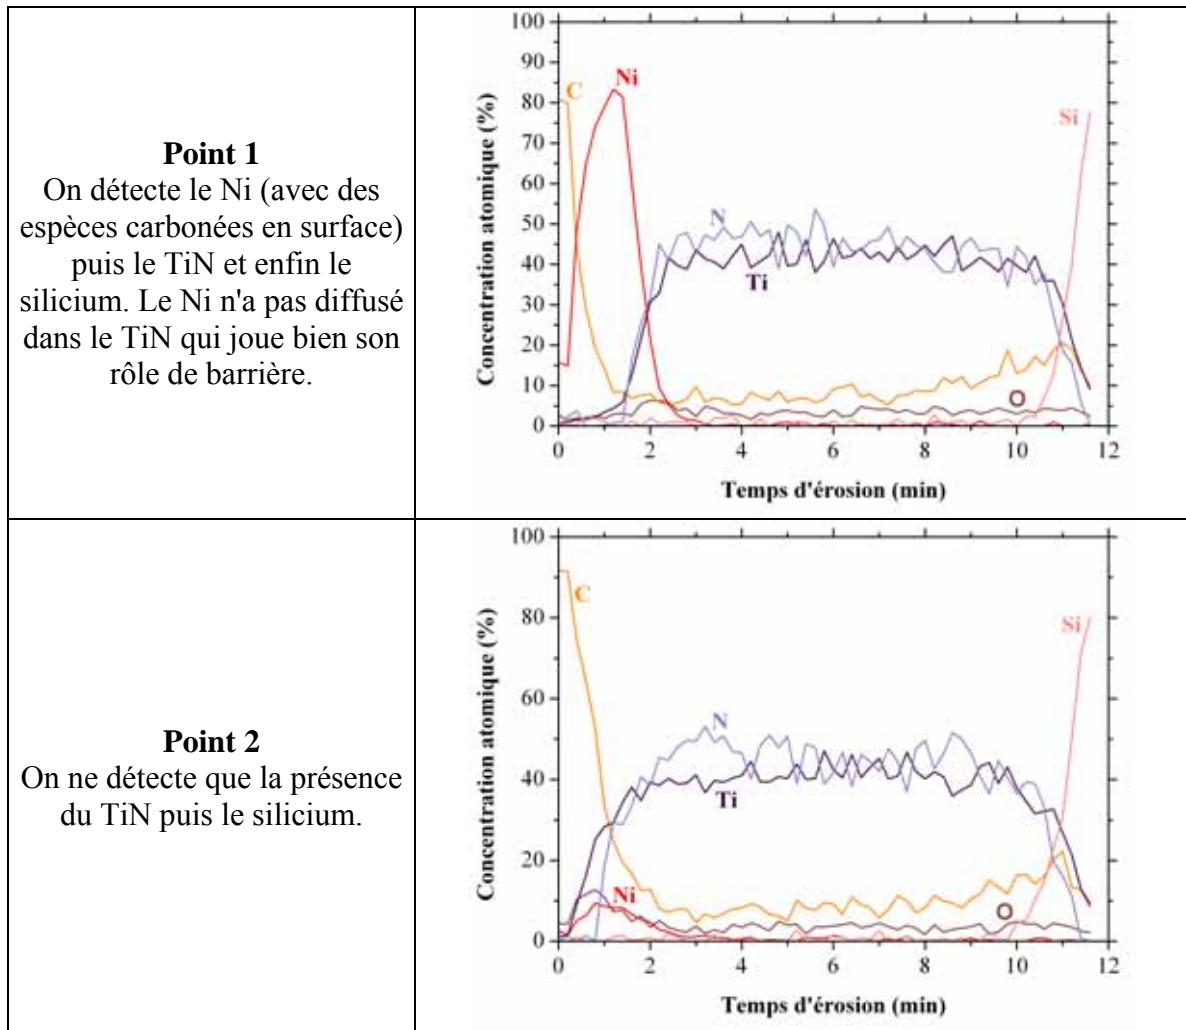 Point 1
On détecte le Ni (avec des
espèces carbonées en surface)
puis le TiN et enfin le
silicium. Le Ni n'a pas diffusé
dans le TiN qui joue bien son
rôle de barrière.
100
90
80
70
60
50
40
30
20
10
0
Concentration atomique (%)
C
Ni
Si
N
Ti
O
0 2 4 6 8 10 12
Temps d'érosion (min)
Point 2
On ne détecte que la présence
du TiN puis le silicium.
100
80
60
40
20
0
Concentration atomique (%)
C
Si
N
Ti
Ni
O
0 2 4 6 8 10 12
Temps d'érosion (min)